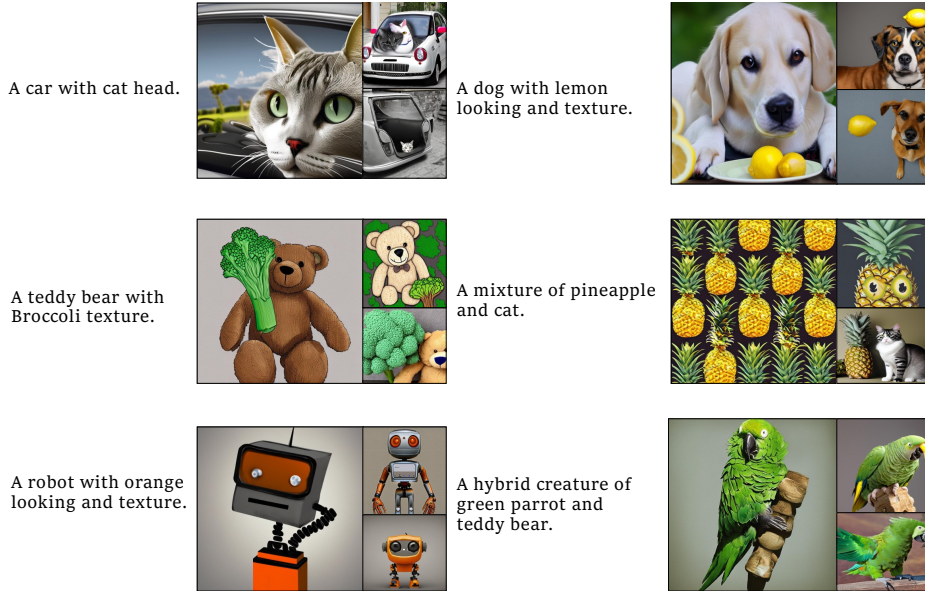 A car with cat head.
A dog with lemon
looking and texture.
A teddy bear with
Broccoli texture.
A mixture of pineapple
and cat.
A robot with orange
looking and texture.
A hybrid creature of
green parrot and
teddy bear.